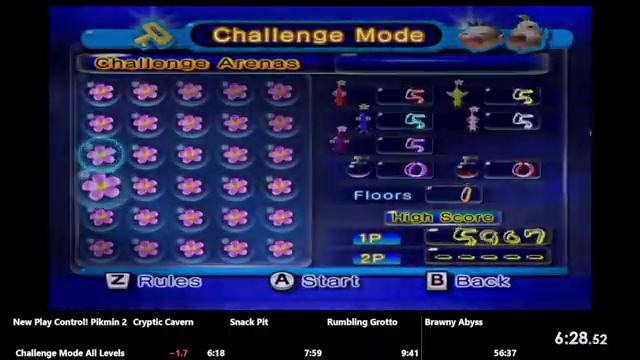 Challenge Mode
Challenge Arenas
5 5
5 5
5
0 0
Floors 1
High Score
1P 5967
2P -----
Z Rules A Start B Back
New Play Control! Pikmin 2 Cryptic Cavern Snack Pit Rumbling Grotto Brawny Abyss
6:28.52
Challenge Mode All Levels −1.7 6:18 7:59 9:41 56:37